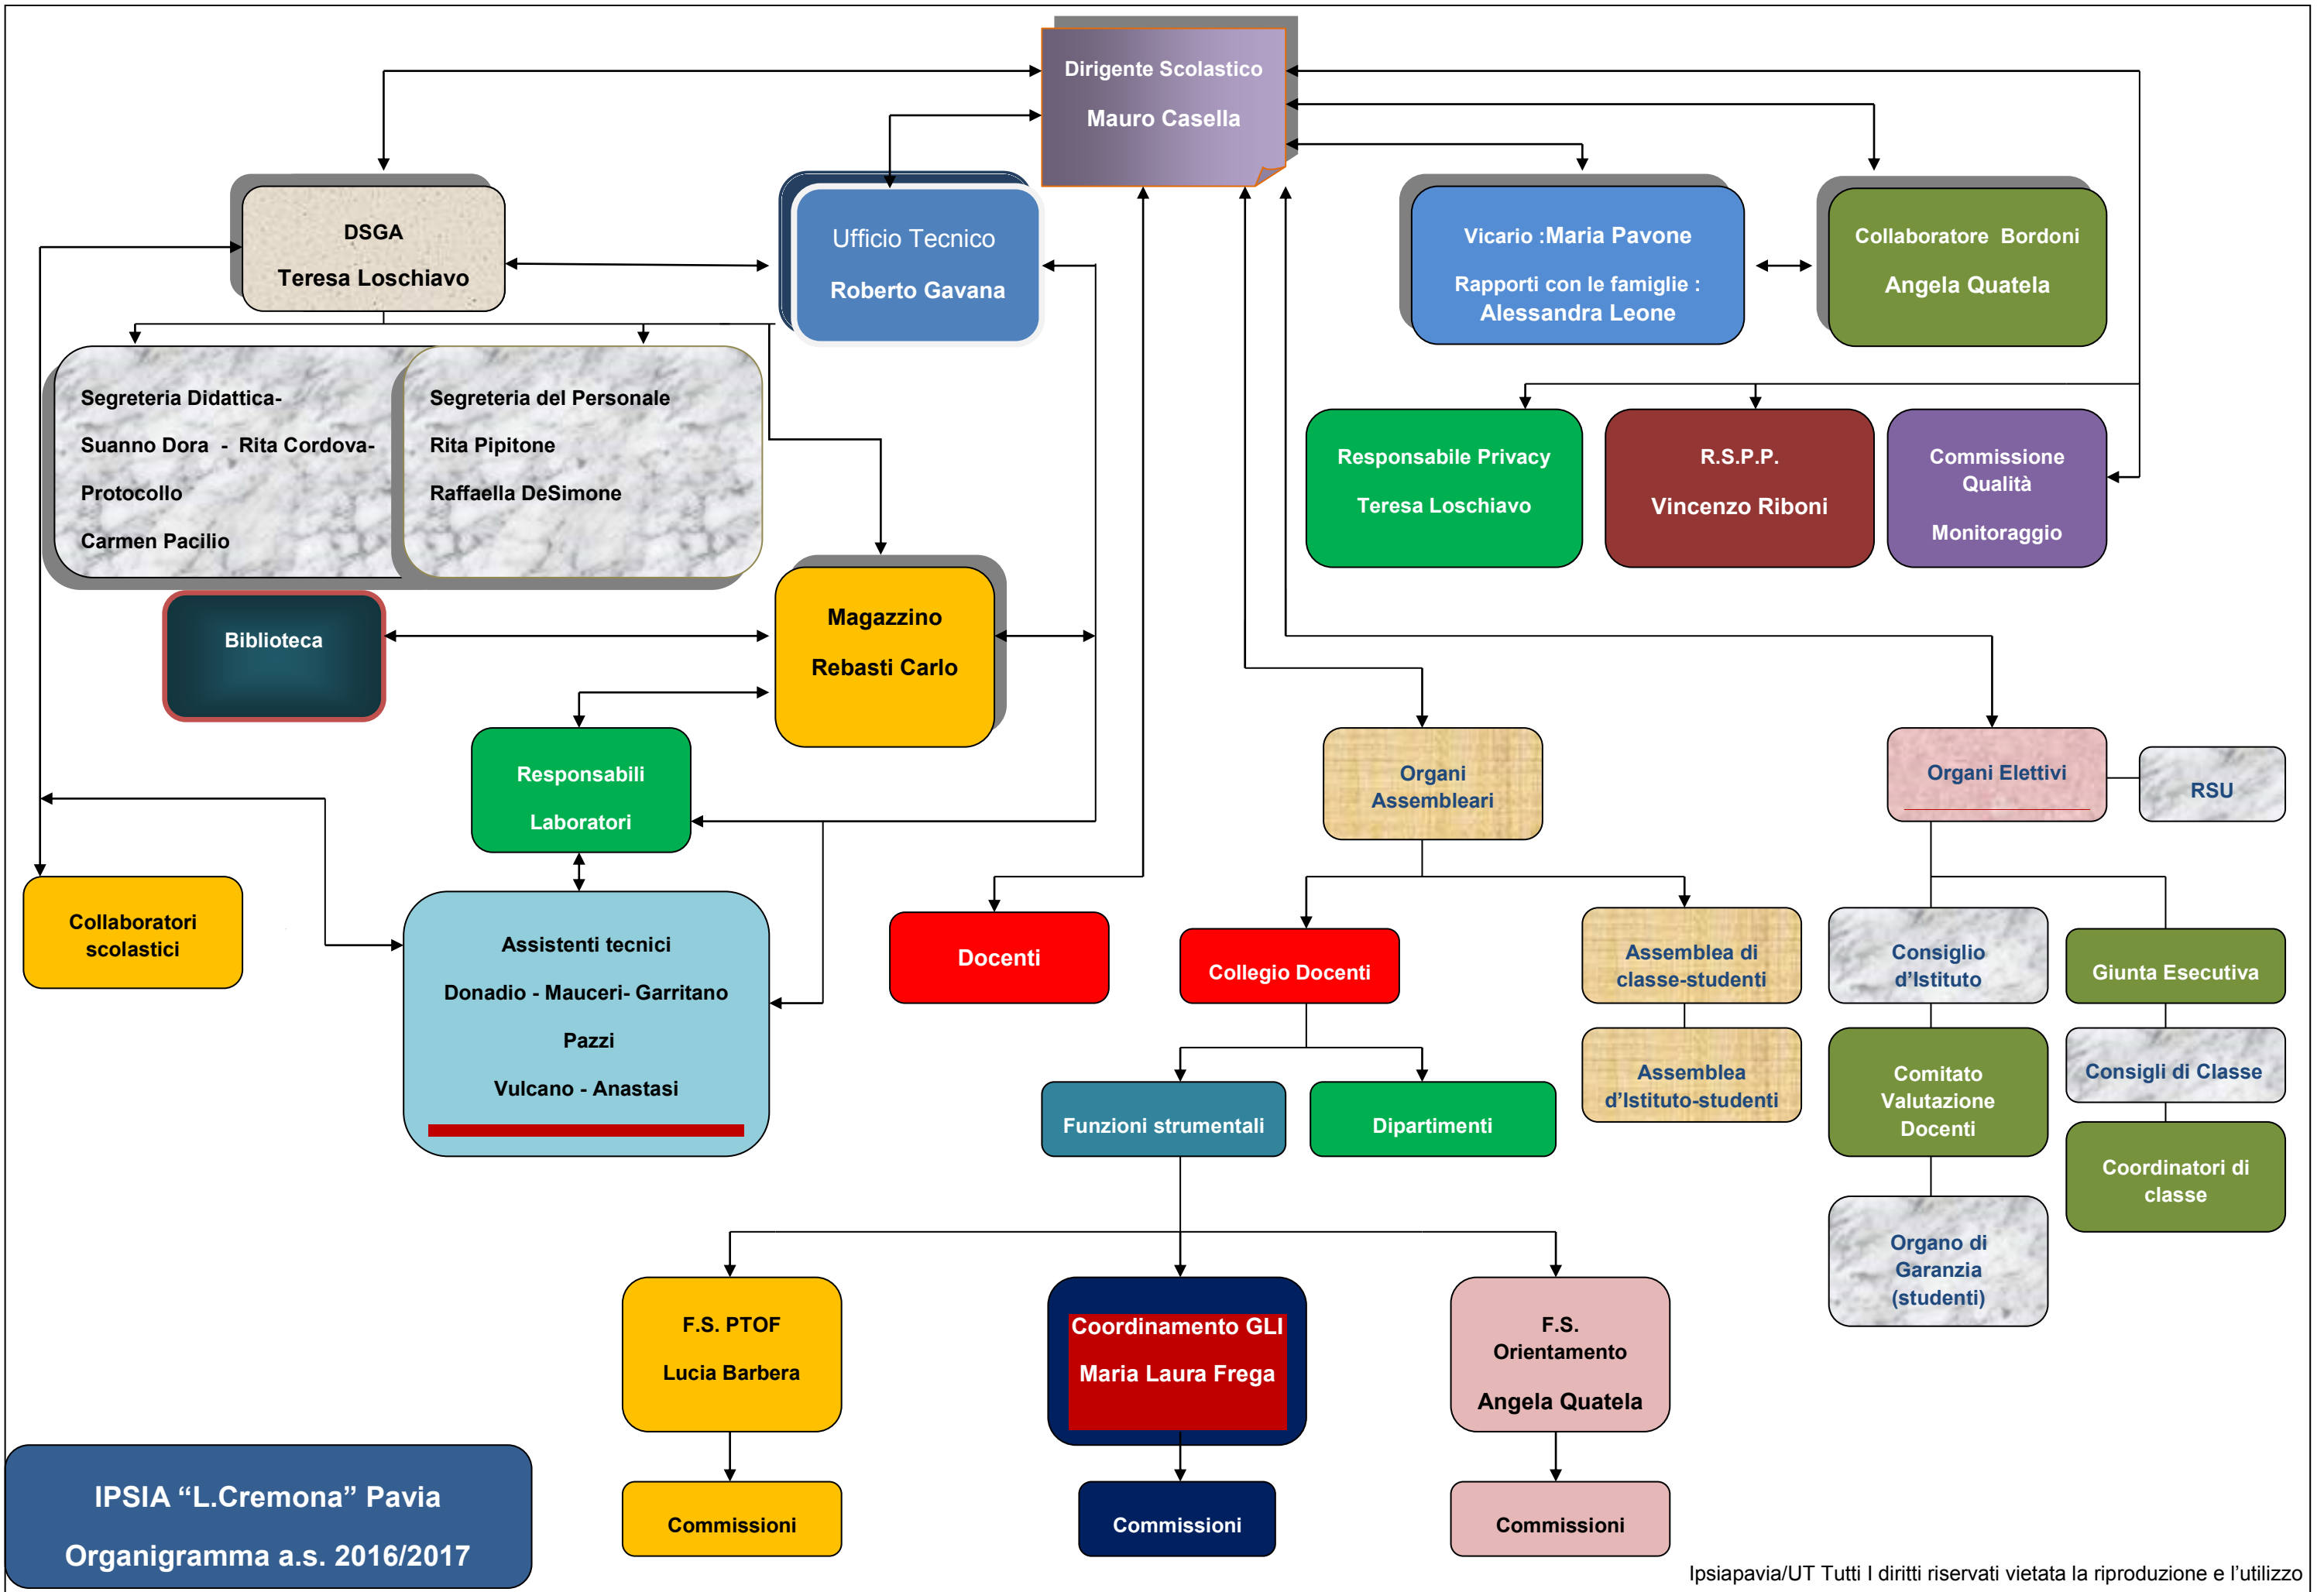 Dirigente Scolastico
Mauro Casella
DSGA
Teresa Loschiavo
Ufficio Tecnico
Roberto Gavana
Vicario :Maria Pavone
Rapporti con le famiglie :
Alessandra Leone
Collaboratore  Bordoni
Angela Quatela
Segreteria Didattica-
Suanno Dora  -  Rita Cordova-
Protocollo
Carmen Pacilio
Segreteria del Personale
Rita Pipitone
Raffaella DeSimone
Responsabile Privacy
Teresa Loschiavo
R.S.P.P.
Vincenzo Riboni
Commissione
Qualità
Monitoraggio
Biblioteca
Magazzino
Rebasti Carlo
Responsabili
Laboratori
Organi
Assembleari
Organi Elettivi
RSU
Collaboratori
scolastici
Assistenti tecnici
Donadio - Mauceri- Garritano
Pazzi
Vulcano - Anastasi
Docenti
Collegio Docenti
Assemblea di
classe-studenti
Consiglio
d’Istituto
Giunta Esecutiva
Funzioni strumentali
Dipartimenti
Assemblea
d’Istituto-studenti
Comitato
Valutazione
Docenti
Consigli di Classe
Coordinatori di
classe
Organo di
Garanzia
(studenti)
F.S. PTOF
Lucia Barbera
Coordinamento GLI
Maria Laura Frega
F.S.
Orientamento
Angela Quatela
Commissioni
Commissioni
Commissioni
IPSIA “L.Cremona” Pavia
Organigramma a.s. 2016/2017
Ipsiapavia/UT Tutti I diritti riservati vietata la riproduzione e l’utilizzo